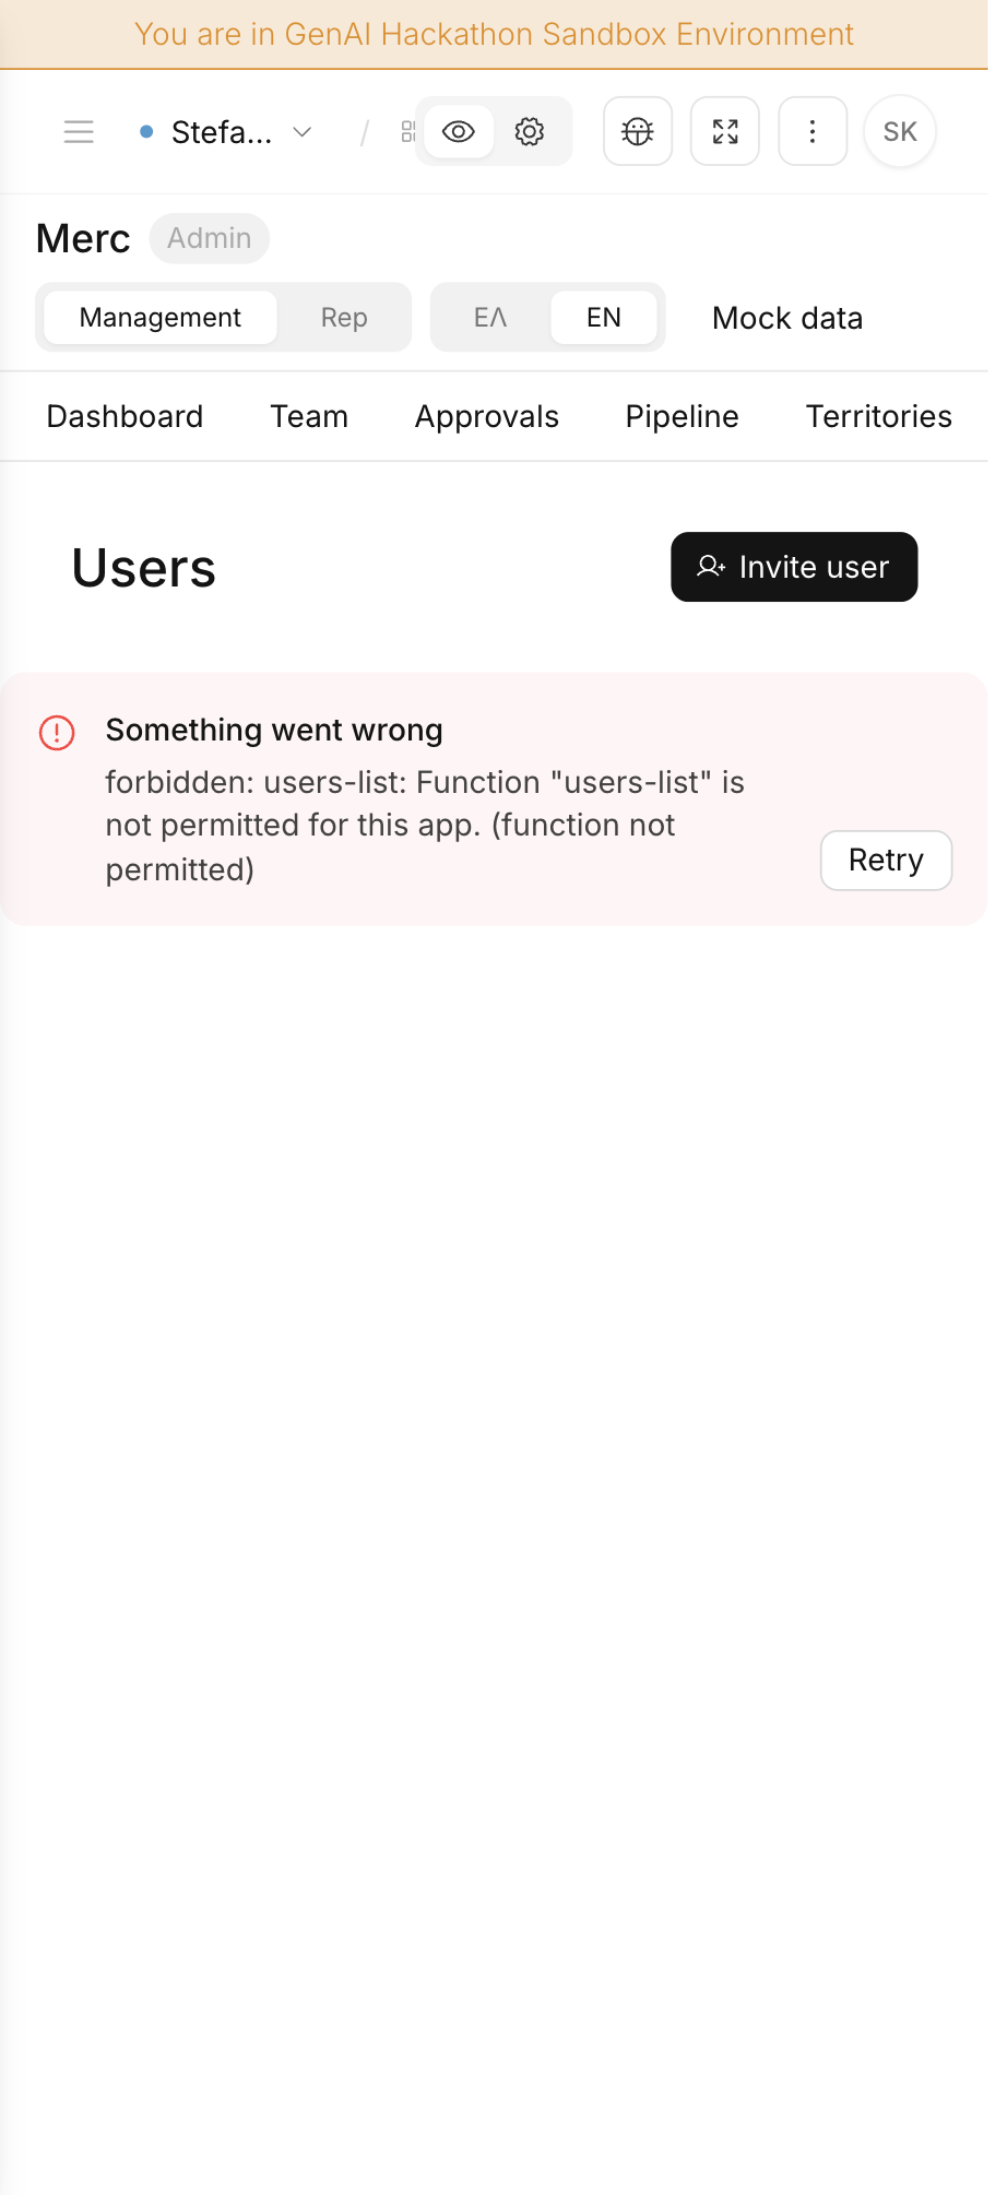 You are in GenAI Hackathon Sandbox Environment
Stefa... / SK
Merc Admin
Management Rep ΕΛ EN Mock data
Dashboard Team Approvals Pipeline Territories
Users Invite user
Something went wrong
forbidden: users-list: Function "users-list" is
not permitted for this app. (function not
permitted)
Retry